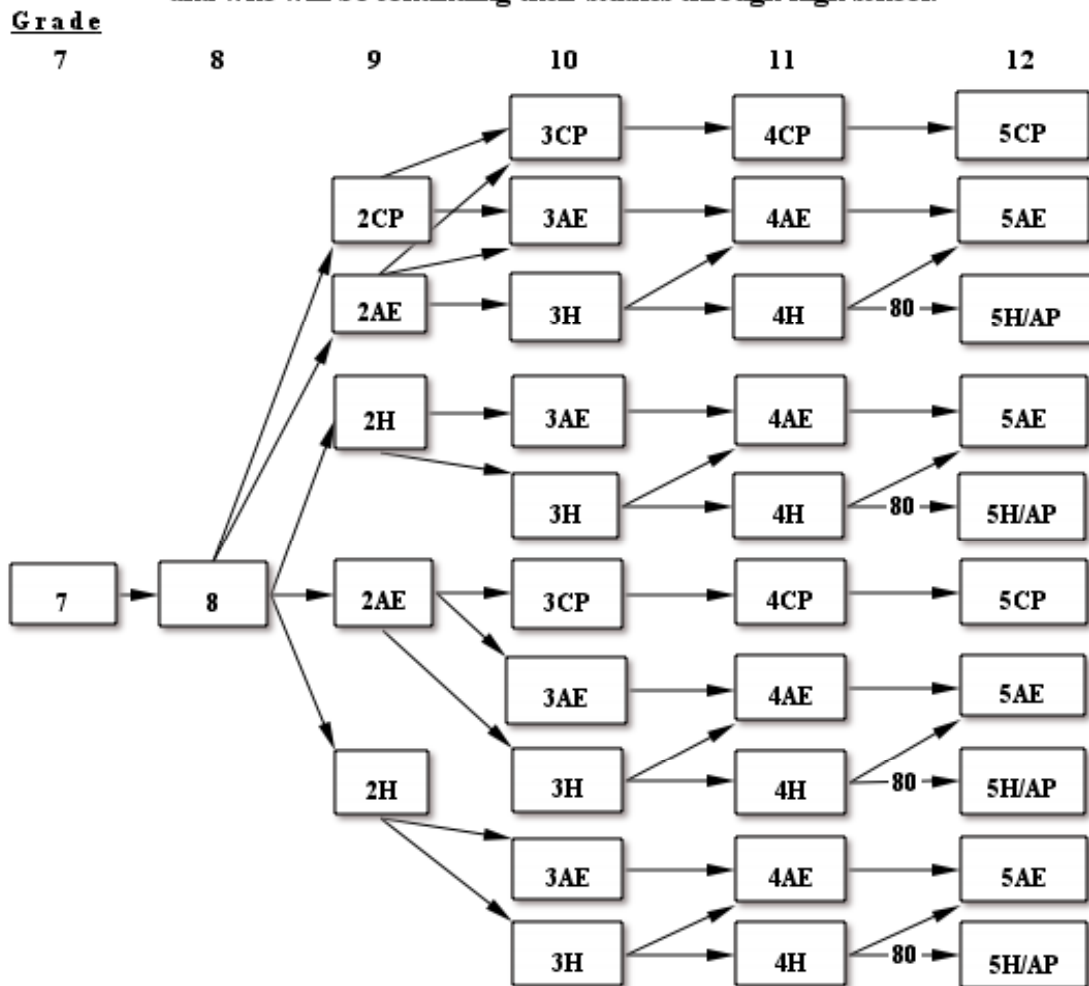 Grade
7 8 9 10 11 12
3CP 4CP 5CP
2CP 3AE 4AE 5AE
2AE 3H 4H 80 5H/AP
2H 3AE 4AE 5AE
3H 4H 80 5H/AP
7 8 2AE 3CP 4CP 5CP
3AE 4AE 5AE
2H 3H 4H 80 5H/AP
3AE 4AE 5AE
3H 4H 80 5H/AP